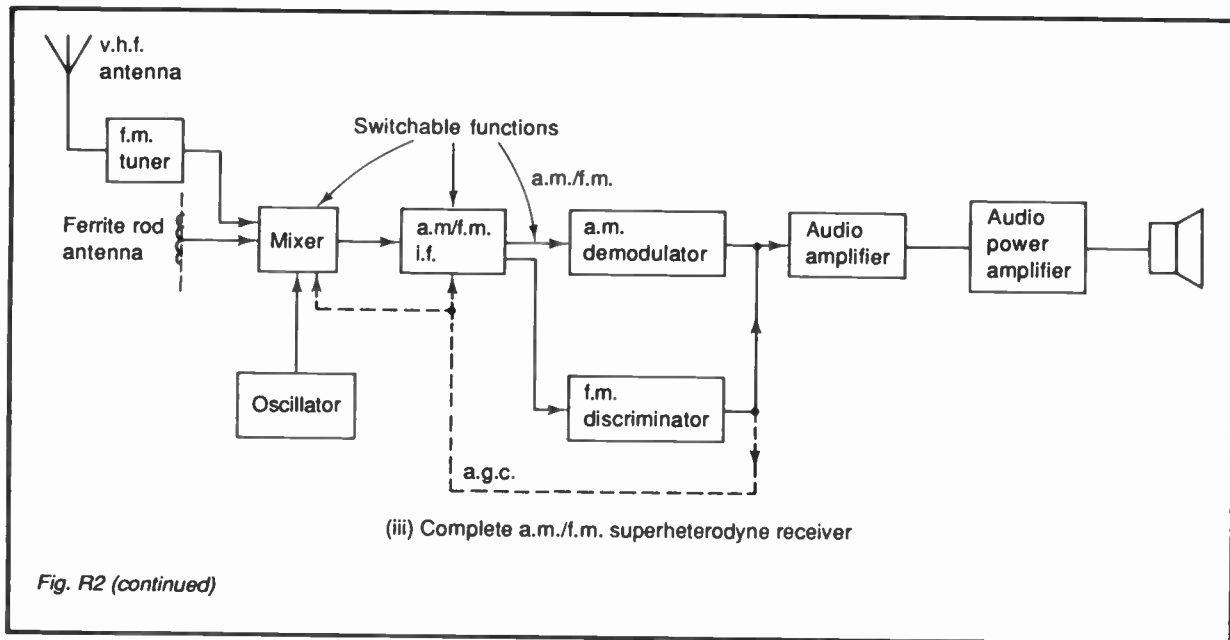 v.h.f.
antenna
f.m.
tuner
Switchable functions
a.m./f.m.
Ferrite rod
antenna
Mixer
a.m/f.m.
i.f.
a.m.
demodulator
Audio
amplifier
Audio
power
amplifier
Oscillator
f.m.
discriminator
a.g.c.
(iii) Complete a.m./f.m. superheterodyne receiver
Fig. R2 (continued)